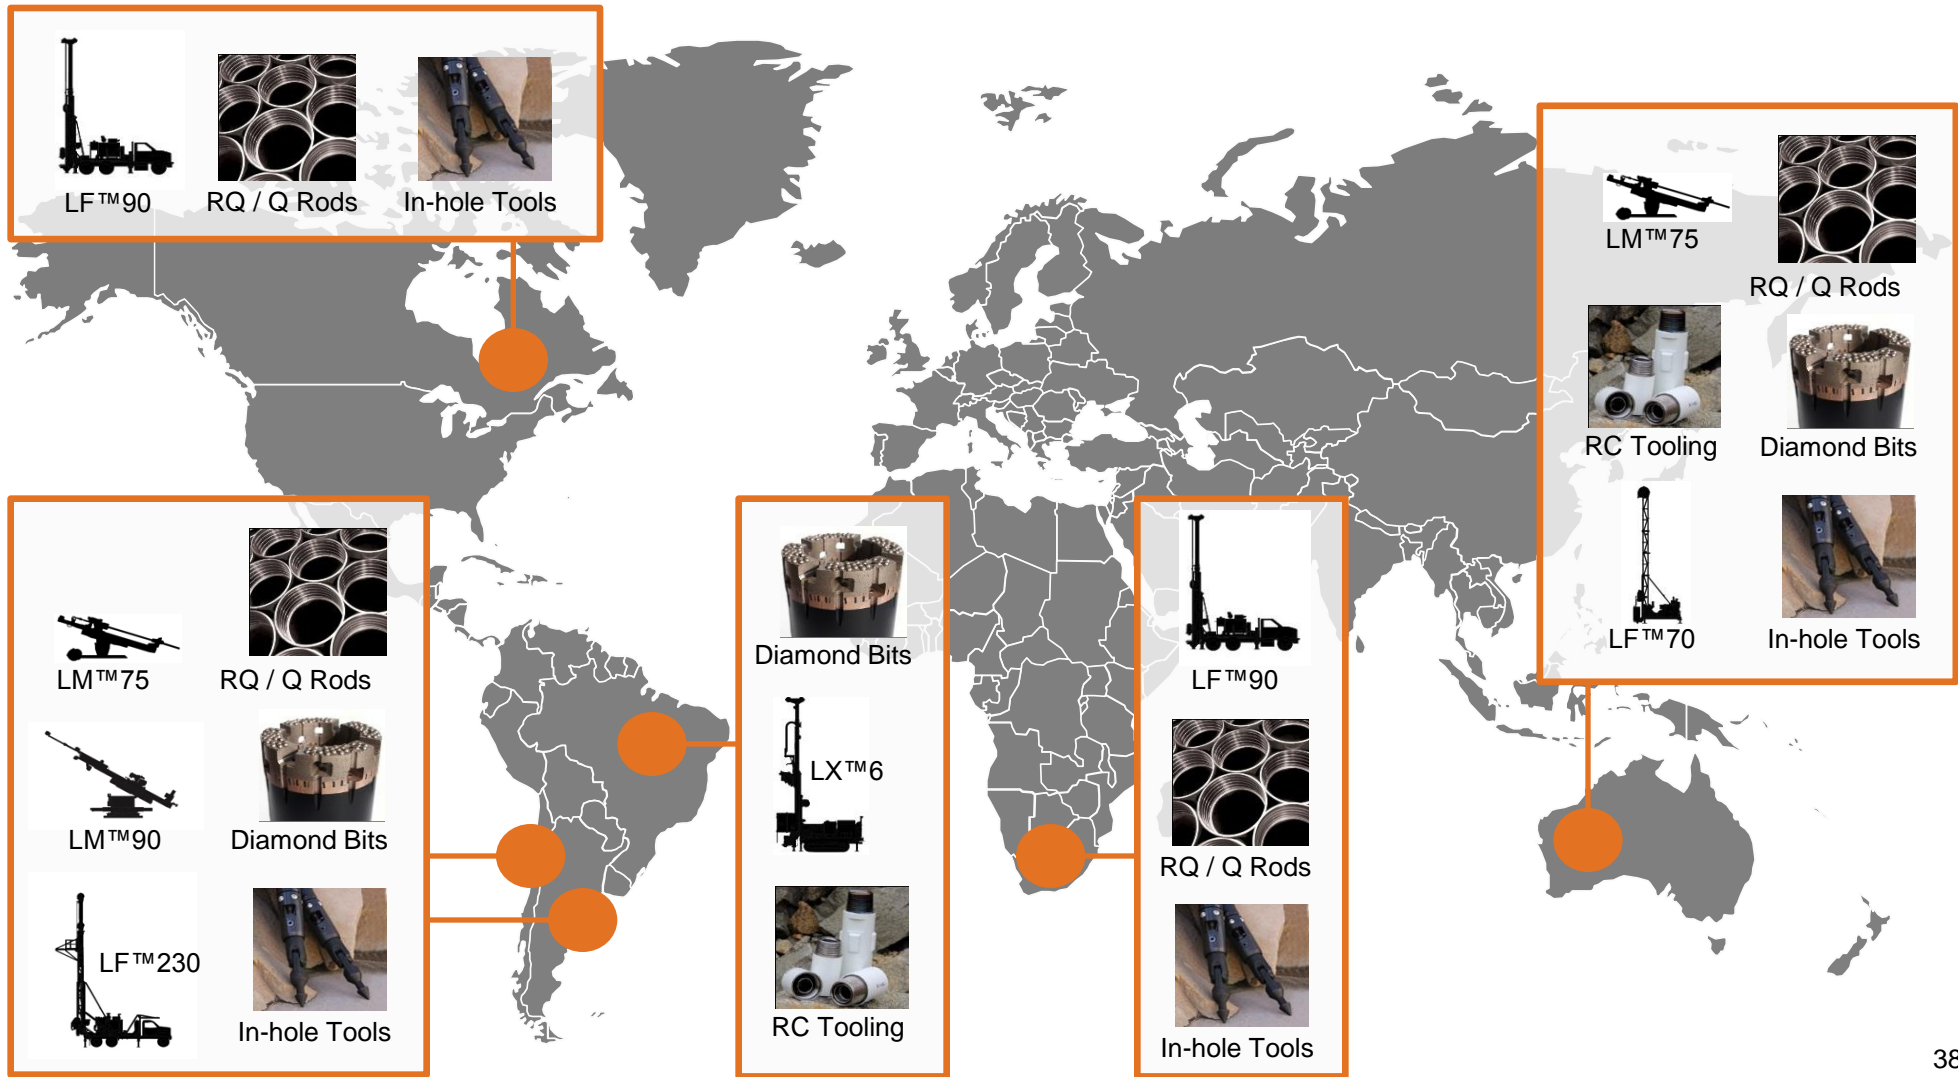 LF™90
RQ / Q Rods
In-hole Tools
LM™75
RQ / Q Rods
RC Tooling
Diamond Bits
LF™70
In-hole Tools
LM™75
RQ / Q Rods
LM™90
Diamond Bits
LF™230
In-hole Tools
Diamond Bits
LX™6
RC Tooling
LF™90
RQ / Q Rods
In-hole Tools
38